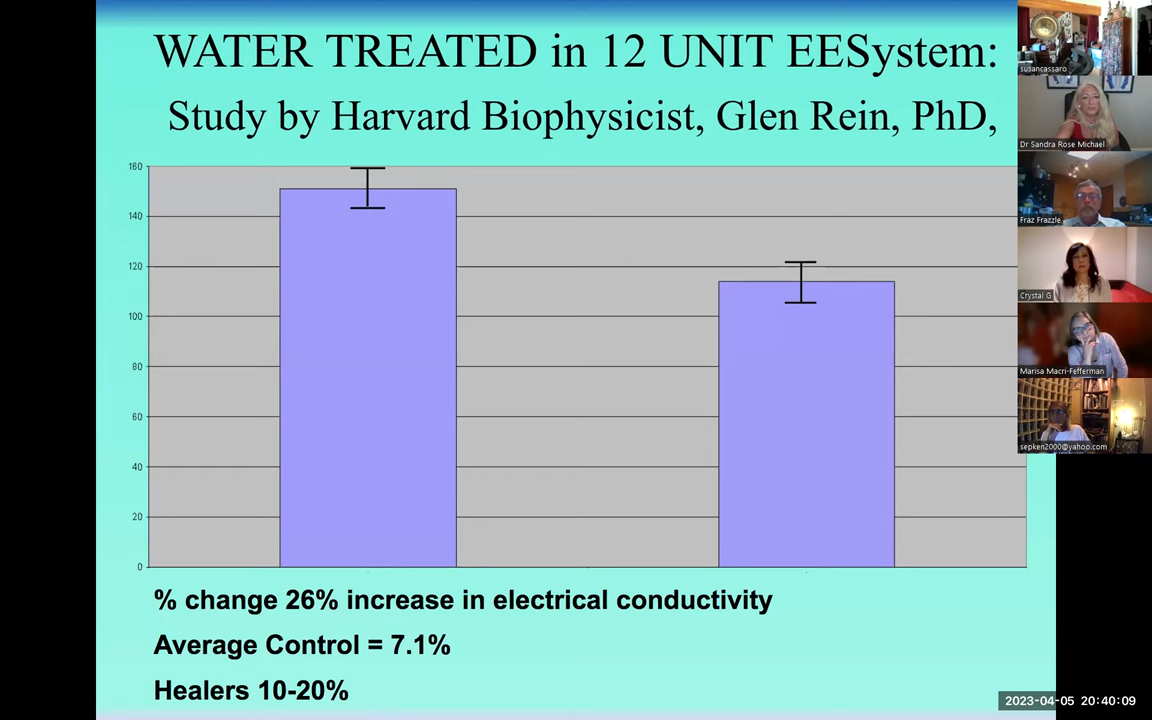 WATER TREATED in 12 UNIT EESystem:
Study by Harvard Biophysicist, Glen Rein, PhD,
160
140
120
100
80
60
40
20
0
% change 26% increase in electrical conductivity
Average Control = 7.1%
Healers 10-20%
susancassaro
Dr Sandra Rose Michael
Fraz Frazzle
Crystal G
Marisa Macri-Fefferman
sepken2000@yahoo.com
2023-04-05 20:40:09